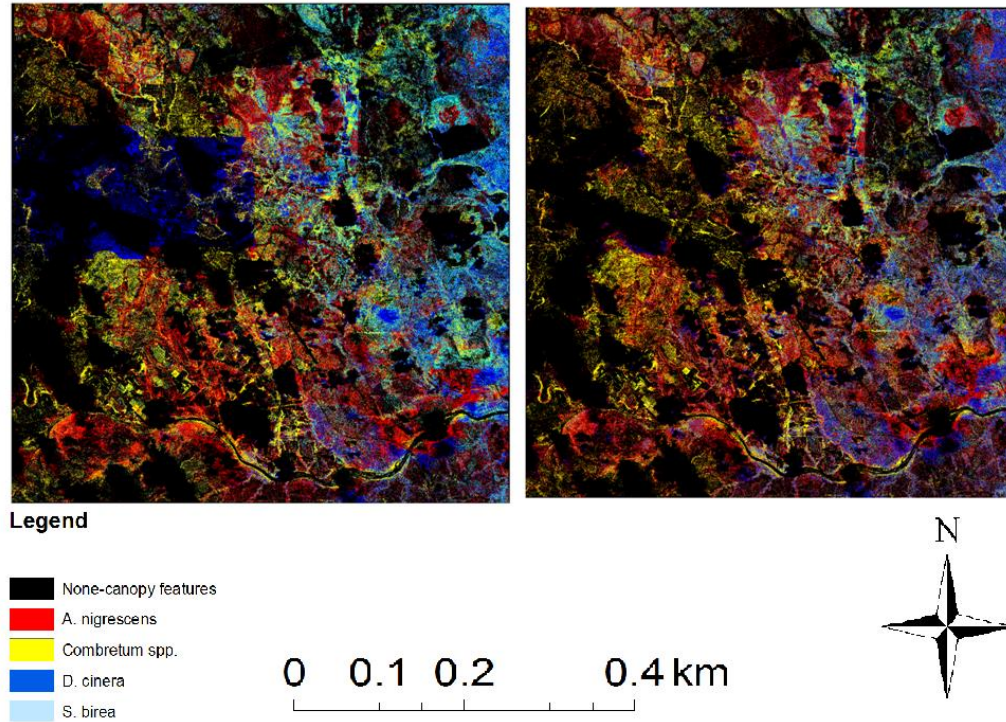 Legend
None-canopy features
A. nigrescens
Combretum spp.
D. cinera
S. birea
0 0.1 0.2 0.4 km
N